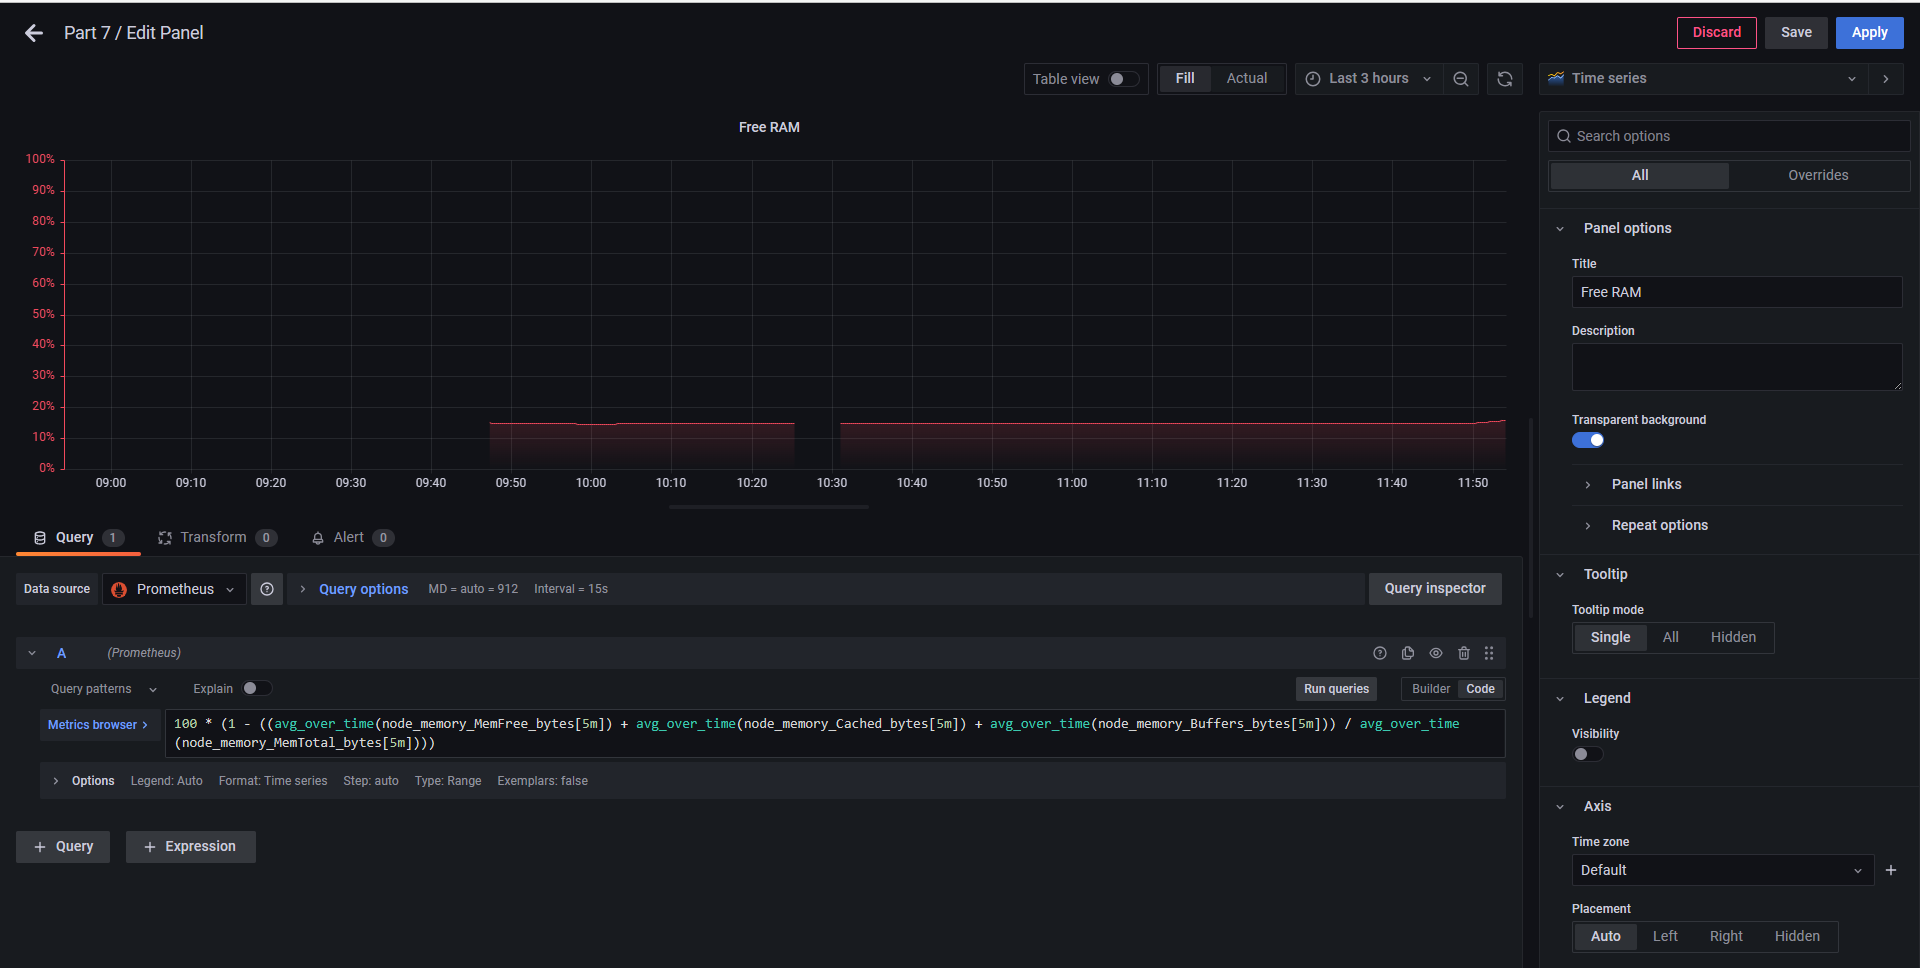 Part 7 / Edit Panel
Discard
Save
Apply
Table view
Fill
Actual
Last 3 hours
Time series
Free RAM
100%
90%
80%
70%
60%
50%
40%
30%
20%
10%
0%
09:00 09:10 09:20 09:30 09:40 09:50 10:00 10:10 10:20 10:30 10:40 10:50 11:00 11:10 11:20 11:30 11:40 11:50
Query 1
Transform 0
Alert 0
Data source
Prometheus
Query options
MD = auto = 912
Interval = 15s
Query inspector
A
(Prometheus)
Query patterns
Explain
Run queries
Builder
Code
Metrics browser
100 * (1 - ((avg_over_time(node_memory_MemFree_bytes[5m]) + avg_over_time(node_memory_Cached_bytes[5m]) + avg_over_time(node_memory_Buffers_bytes[5m])) / avg_over_time
(node_memory_MemTotal_bytes[5m])))
Options
Legend: Auto
Format: Time series
Step: auto
Type: Range
Exemplars: false
+ Query
+ Expression
Search options
All
Overrides
Panel options
Title
Free RAM
Description
Transparent background
Panel links
Repeat options
Tooltip
Tooltip mode
Single
All
Hidden
Legend
Visibility
Axis
Time zone
Default
Placement
Auto
Left
Right
Hidden